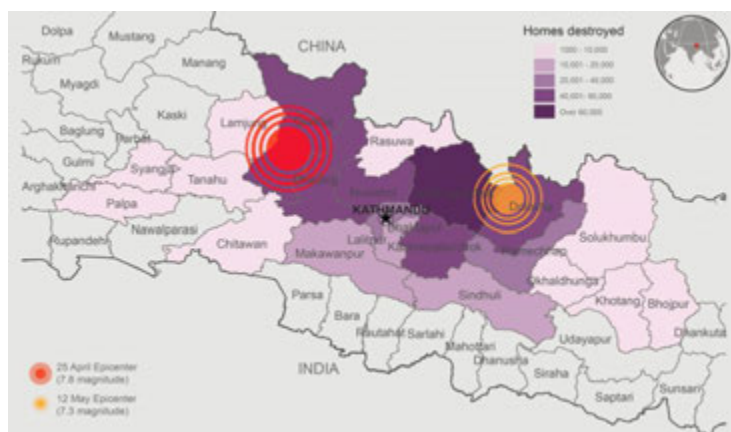 CHINA
Homes destroyed
1000 - 10,000
10,001 - 20,000
20,001 - 40,000
40,001 - 60,000
Over 60,000
Dolpa
Mustang
Manang
Rukum
Myagdi
Kaski
Lamjung
Baglung
Parbat
Gulmi
Syangja
Arghakhanchi
Tanahu
Palpa
Rupandehi
Nawalparasi
Chitawan
Rasuwa
KATHMANDU
Lalitpur
Makawanpur
Sindhuli
Solukhumbu
Okhaldhunga
Khotang
Bhojpur
Parsa
Bara
Rautahat
Sarlahi
Mahottari
Dhanusha
Siraha
Udayapur
Saptari
Sunsari
Dhankuta
INDIA
25 April Epicenter
(7.8 magnitude)
12 May Epicenter
(7.3 magnitude)